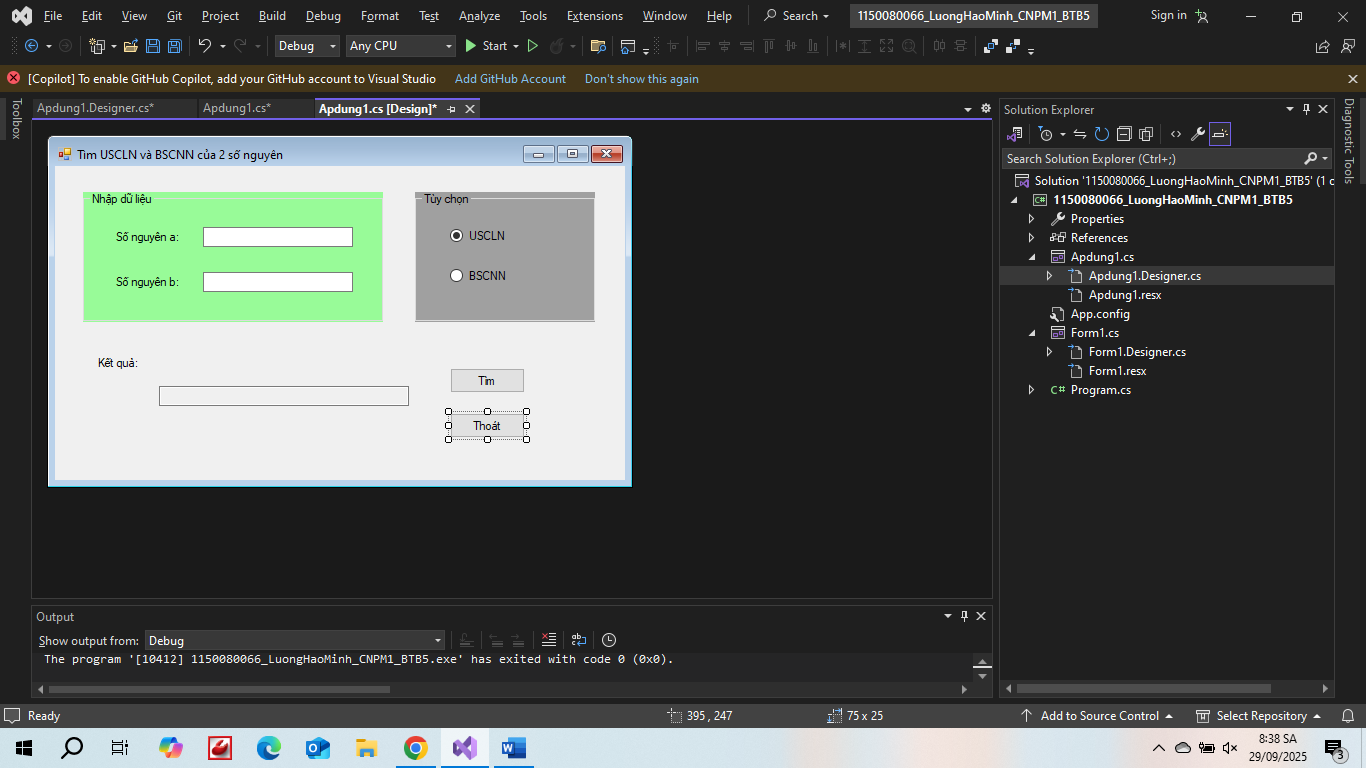 File Edit View Git Project Build Debug Format Test Analyze Tools Extensions Window Help Search 1150080066_LuongHaoMinh_CNPM1_BTB5 Sign in
Debug Any CPU Start
[Copilot] To enable GitHub Copilot, add your GitHub account to Visual Studio Add GitHub Account Don't show this again
Toolbox
Apdung1.Designer.cs* Apdung1.cs* Apdung1.cs [Design]*
Tìm USCLN và BSCNN của 2 số nguyên
Nhập dữ liệu
Số nguyên a:
Số nguyên b:
Tùy chọn
USCLN
BSCNN
Kết quả:
Tìm
Thoát
Solution Explorer
Search Solution Explorer (Ctrl+;)
Solution '1150080066_LuongHaoMinh_CNPM1_BTB5' (1 c
1150080066_LuongHaoMinh_CNPM1_BTB5
Properties
References
Apdung1.cs
Apdung1.Designer.cs
Apdung1.resx
App.config
Form1.cs
Form1.Designer.cs
Form1.resx
C# Program.cs
Diagnostic Tools
Output
Show output from: Debug
The program '[10412] 1150080066_LuongHaoMinh_CNPM1_BTB5.exe' has exited with code 0 (0x0).
Ready 395 , 247 75 x 25 Add to Source Control Select Repository
8:38 SA
29/09/2025
3